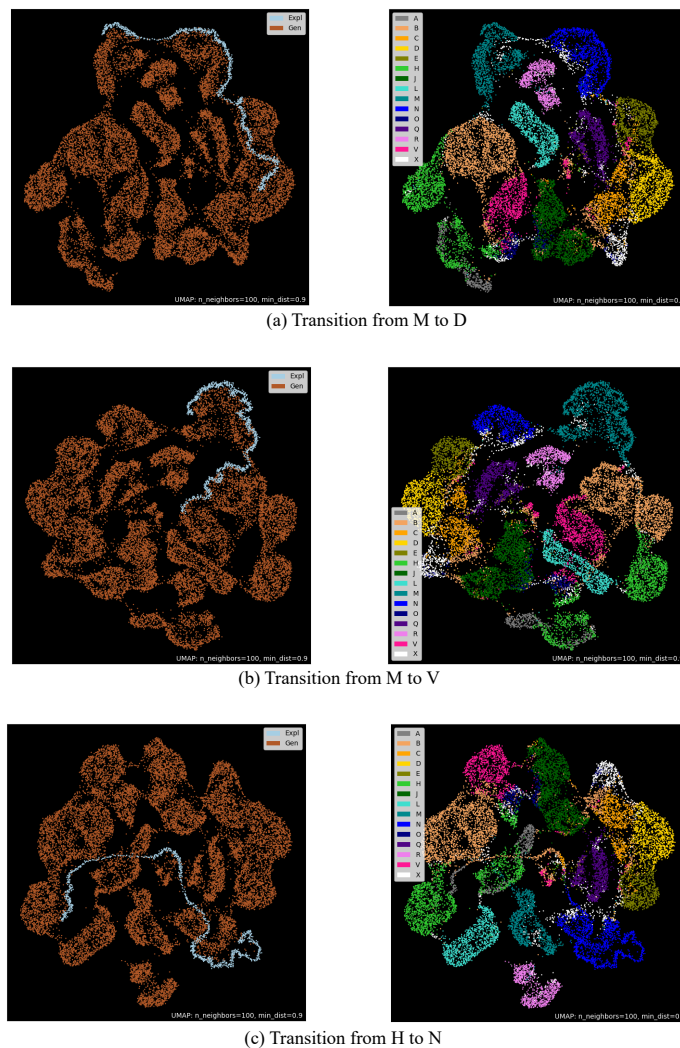 Expl
Gen
UMAP: n_neighbors=100, min_dist=0.9
A
B
C
D
E
H
J
L
M
N
O
Q
R
V
X
UMAP: n_neighbors=100, min_dist=0.
(a) Transition from M to D
Expl
Gen
UMAP: n_neighbors=100, min_dist=0.9
A
B
C
D
E
H
J
L
M
N
O
Q
R
V
X
UMAP: n_neighbors=100, min_dist=0.
(b) Transition from M to V
Expl
Gen
UMAP: n_neighbors=100, min_dist=0.9
A
B
C
D
E
H
J
L
M
N
O
Q
R
V
X
UMAP: n_neighbors=100, min_dist=0.
(c) Transition from H to N